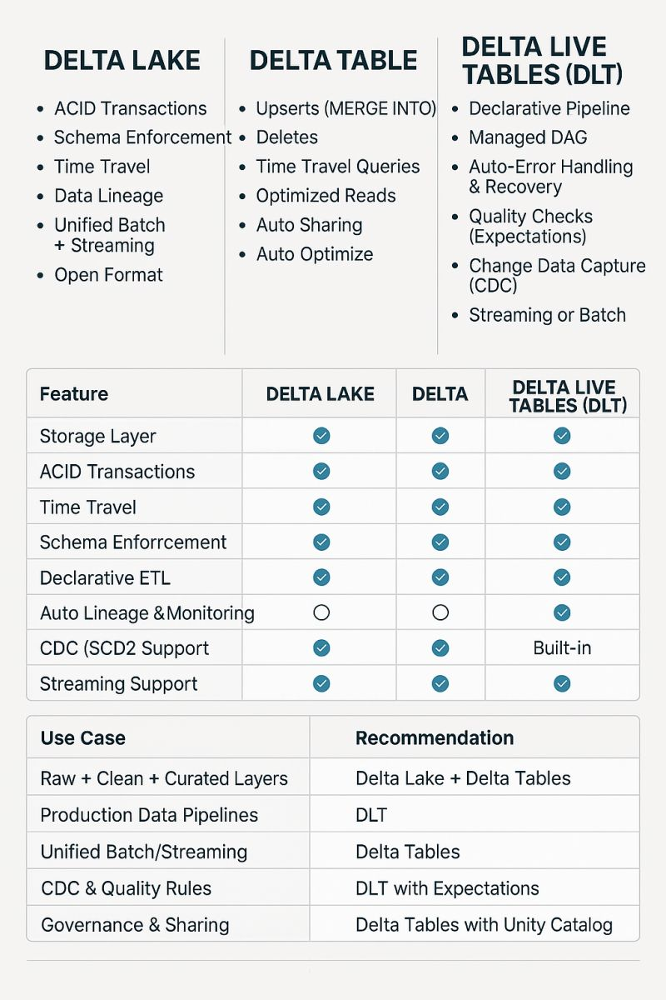 DELTA LAKE
• ACID Transactions
• Schema Enforcement
• Time Travel
• Data Lineage
• Unified Batch
+ Streaming
• Open Format
DELTA TABLE
• Upserts (MERGE INTO)
• Deletes
• Time Travel Queries
• Optimized Reads
• Auto Sharing
• Auto Optimize
DELTA LIVE
TABLES (DLT)
• Declarative Pipeline
• Managed DAG
• Auto-Error Handling
& Recovery
• Quality Checks
(Expectations)
• Change Data Capture
(CDC)
• Streaming or Batch
Feature DELTA LAKE DELTA DELTA LIVE TABLES (DLT)
Storage Layer
ACID Transactions
Time Travel
Schema Enforrcement
Declarative ETL
Auto Lineage &Monitoring
CDC (SCD2 Support Built-in
Streaming Support
Use Case Recommendation
Raw + Clean + Curated Layers Delta Lake + Delta Tables
Production Data Pipelines DLT
Unified Batch/Streaming Delta Tables
CDC & Quality Rules DLT with Expectations
Governance & Sharing Delta Tables with Unity Catalog